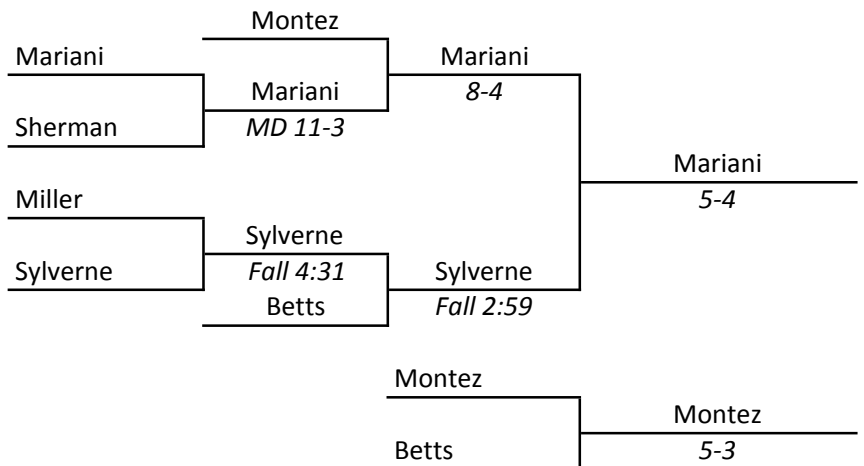 Montez
Mariani
Mariani
Mariani
8-4
Sherman
MD 11-3
Mariani
5-4
Miller
Sylverne
Sylverne
Fall 4:31
Sylverne
Betts
Fall 2:59
Montez
Montez
Betts
5-3